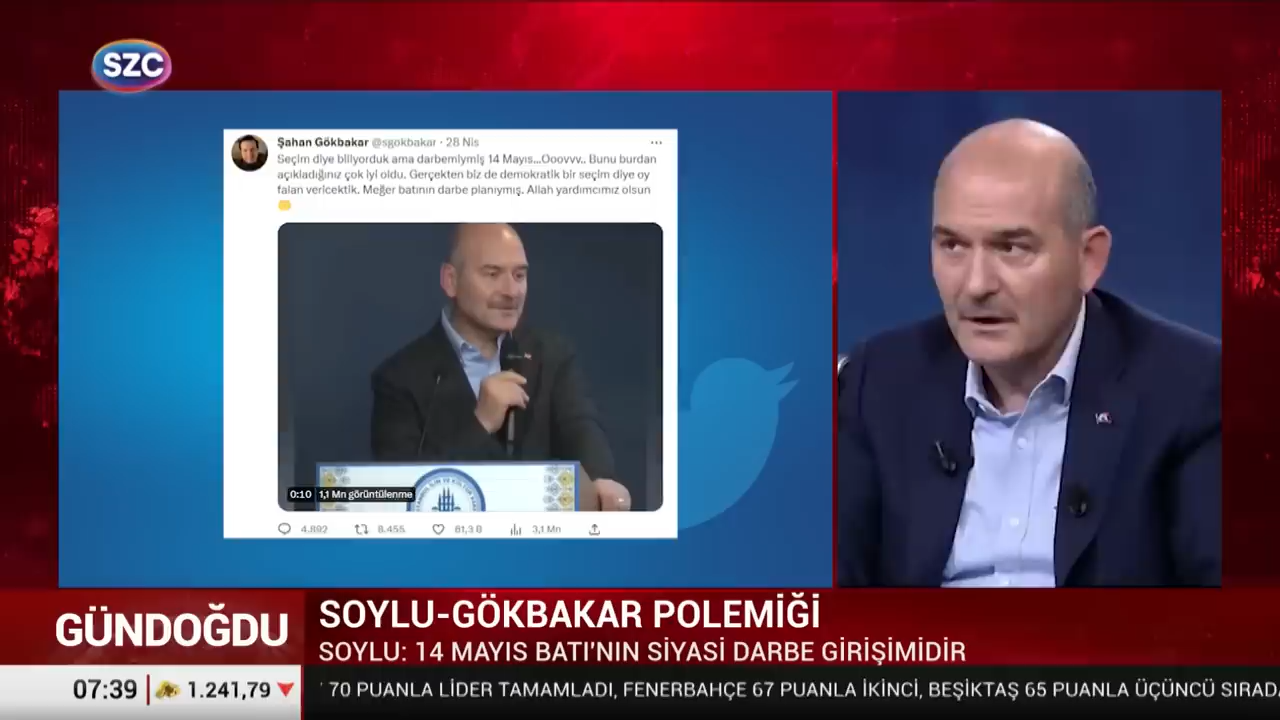 SZC
Şahan Gökbakar @sgokbakar · 28 Nis
Seçim diye biliyorduk ama darbemiymiş 14 Mayıs...Ooovvv.. Bunu burdan
açıkladığınız çok iyi oldu. Gerçekten biz de demokratik bir seçim diye oy
falan vericektik. Meğer batının darbe planıymış. Allah yardımcımız olsun
0:10 1,1 Mn görüntülenme
4.892 8.455 61,3 B 3,1 Mn
GÜNDOĞDU
SOYLU-GÖKBAKAR POLEMİĞİ
SOYLU: 14 MAYIS BATI'NIN SİYASİ DARBE GİRİŞİMİDİR
07:39 1.241,79
70 PUANLA LİDER TAMAMLADI, FENERBAHÇE 67 PUANLA İKİNCİ, BEŞİKTAŞ 65 PUANLA ÜÇÜNCÜ SIRADA